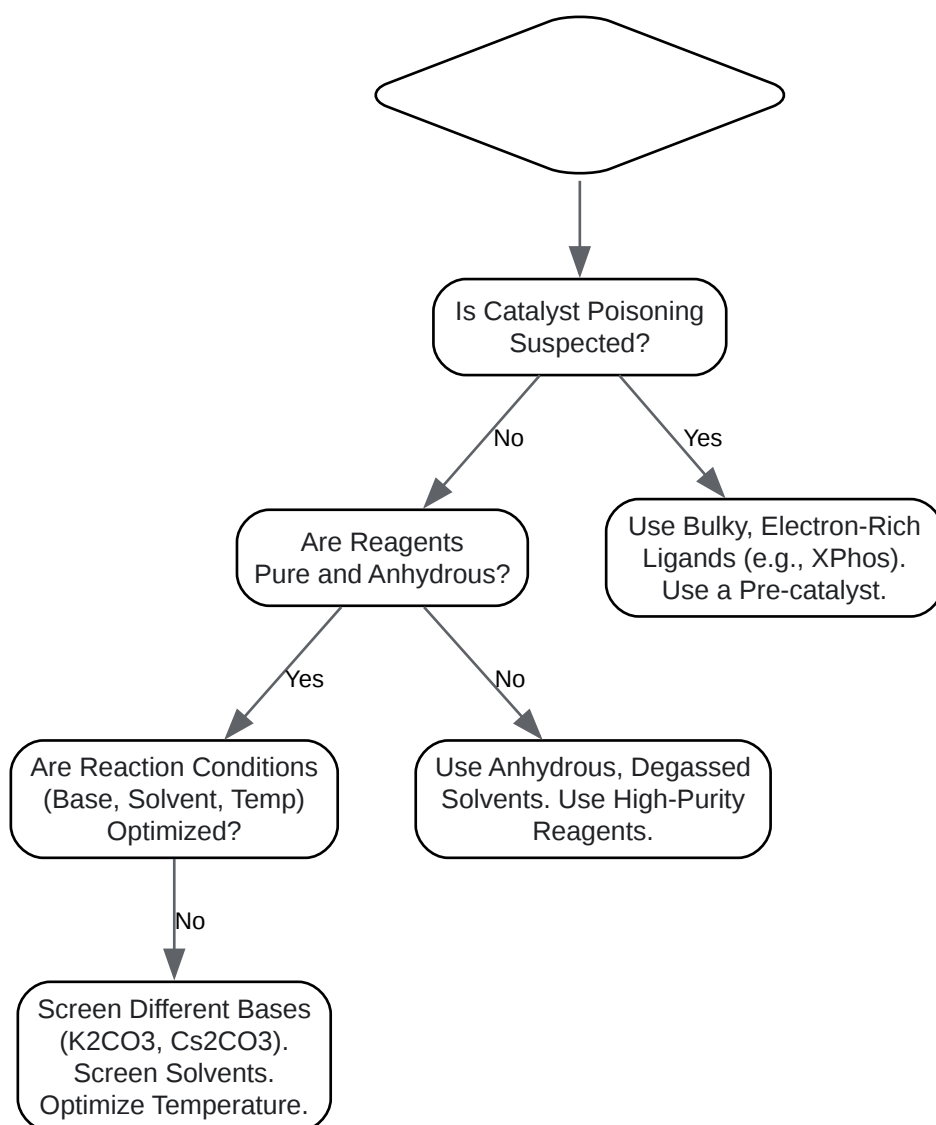 Is Catalyst Poisoning
Suspected?
No
Yes
Are Reagents
Pure and Anhydrous?
Use Bulky, Electron-Rich
Ligands (e.g., XPhos).
Use a Pre-catalyst.
Yes
No
Are Reaction Conditions
(Base, Solvent, Temp)
Optimized?
Use Anhydrous, Degassed
Solvents. Use High-Purity
Reagents.
No
Screen Different Bases
(K2CO3, Cs2CO3).
Screen Solvents.
Optimize Temperature.